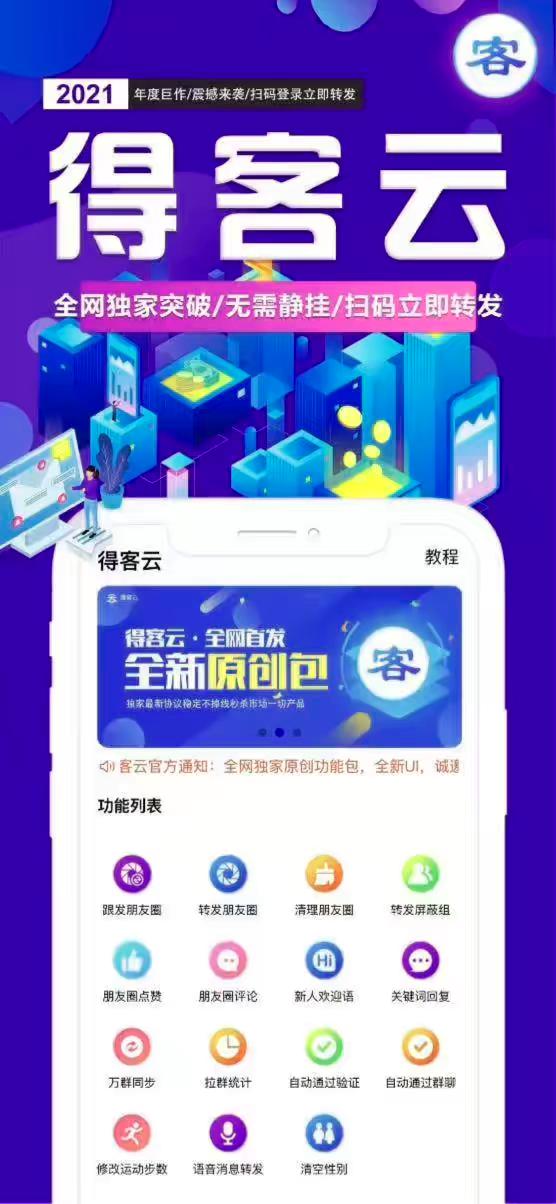 客
2021 年度巨作/震撼来袭/扫码登录立即转发
得客云
全网独家突破/无需静挂/扫码立即转发
得客云 教程
得客云
得客云·全网首发
全新原创包
客
独家最新协议稳定不掉线秒杀市场一切产品
客云官方通知：全网独家原创功能包，全新UI，诚邀
功能列表
跟发朋友圈 转发朋友圈 清理朋友圈 转发屏蔽组
Hi
朋友圈点赞 朋友圈评论 新人欢迎语 关键词回复
万群同步 拉群统计 自动通过验证 自动通过群聊
修改运动步数 语音消息转发 清空性别